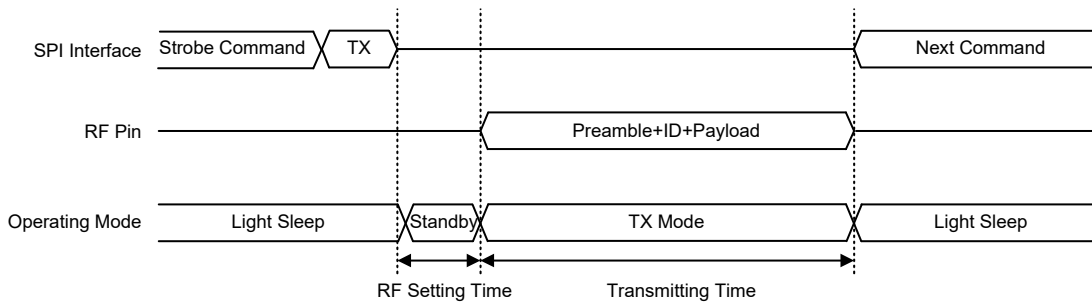 SPI Interface Strobe Command TX Next Command
RF Pin Preamble+ID+Payload
Operating Mode Light Sleep Standby TX Mode Light Sleep
RF Setting Time Transmitting Time